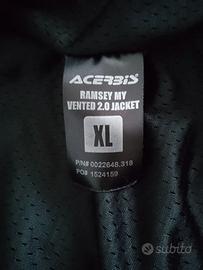 ACERBIS
RAMSEY MY
VENTED 2.0 JACKET
XL
P/N# 0022648.318
PO# 1524159
subito